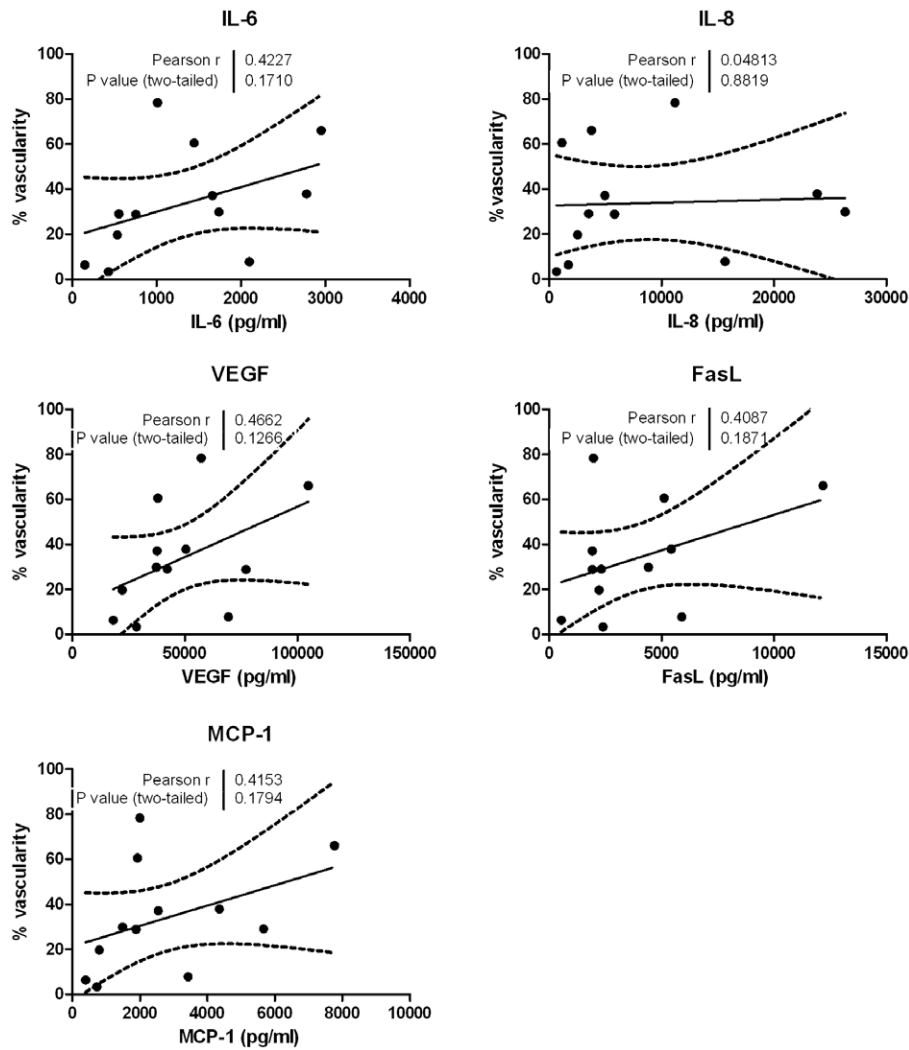 IL-6
Pearson r 0.4227
P value (two-tailed) 0.1710
100
80
60
40
20
0
% vascularity
0 1000 2000 3000 4000
IL-6 (pg/ml)
IL-8
Pearson r 0.04813
P value (two-tailed) 0.8819
100
80
60
40
20
0
% vascularity
0 10000 20000 30000
IL-8 (pg/ml)
VEGF
Pearson r 0.4662
P value (two-tailed) 0.1266
100
80
60
40
20
0
% vascularity
0 50000 100000 150000
VEGF (pg/ml)
FasL
Pearson r 0.4087
P value (two-tailed) 0.1871
100
80
60
40
20
0
% vascularity
0 5000 10000 15000
FasL (pg/ml)
MCP-1
Pearson r 0.4153
P value (two-tailed) 0.1794
100
80
60
40
20
0
% vascularity
0 2000 4000 6000 8000 10000
MCP-1 (pg/ml)